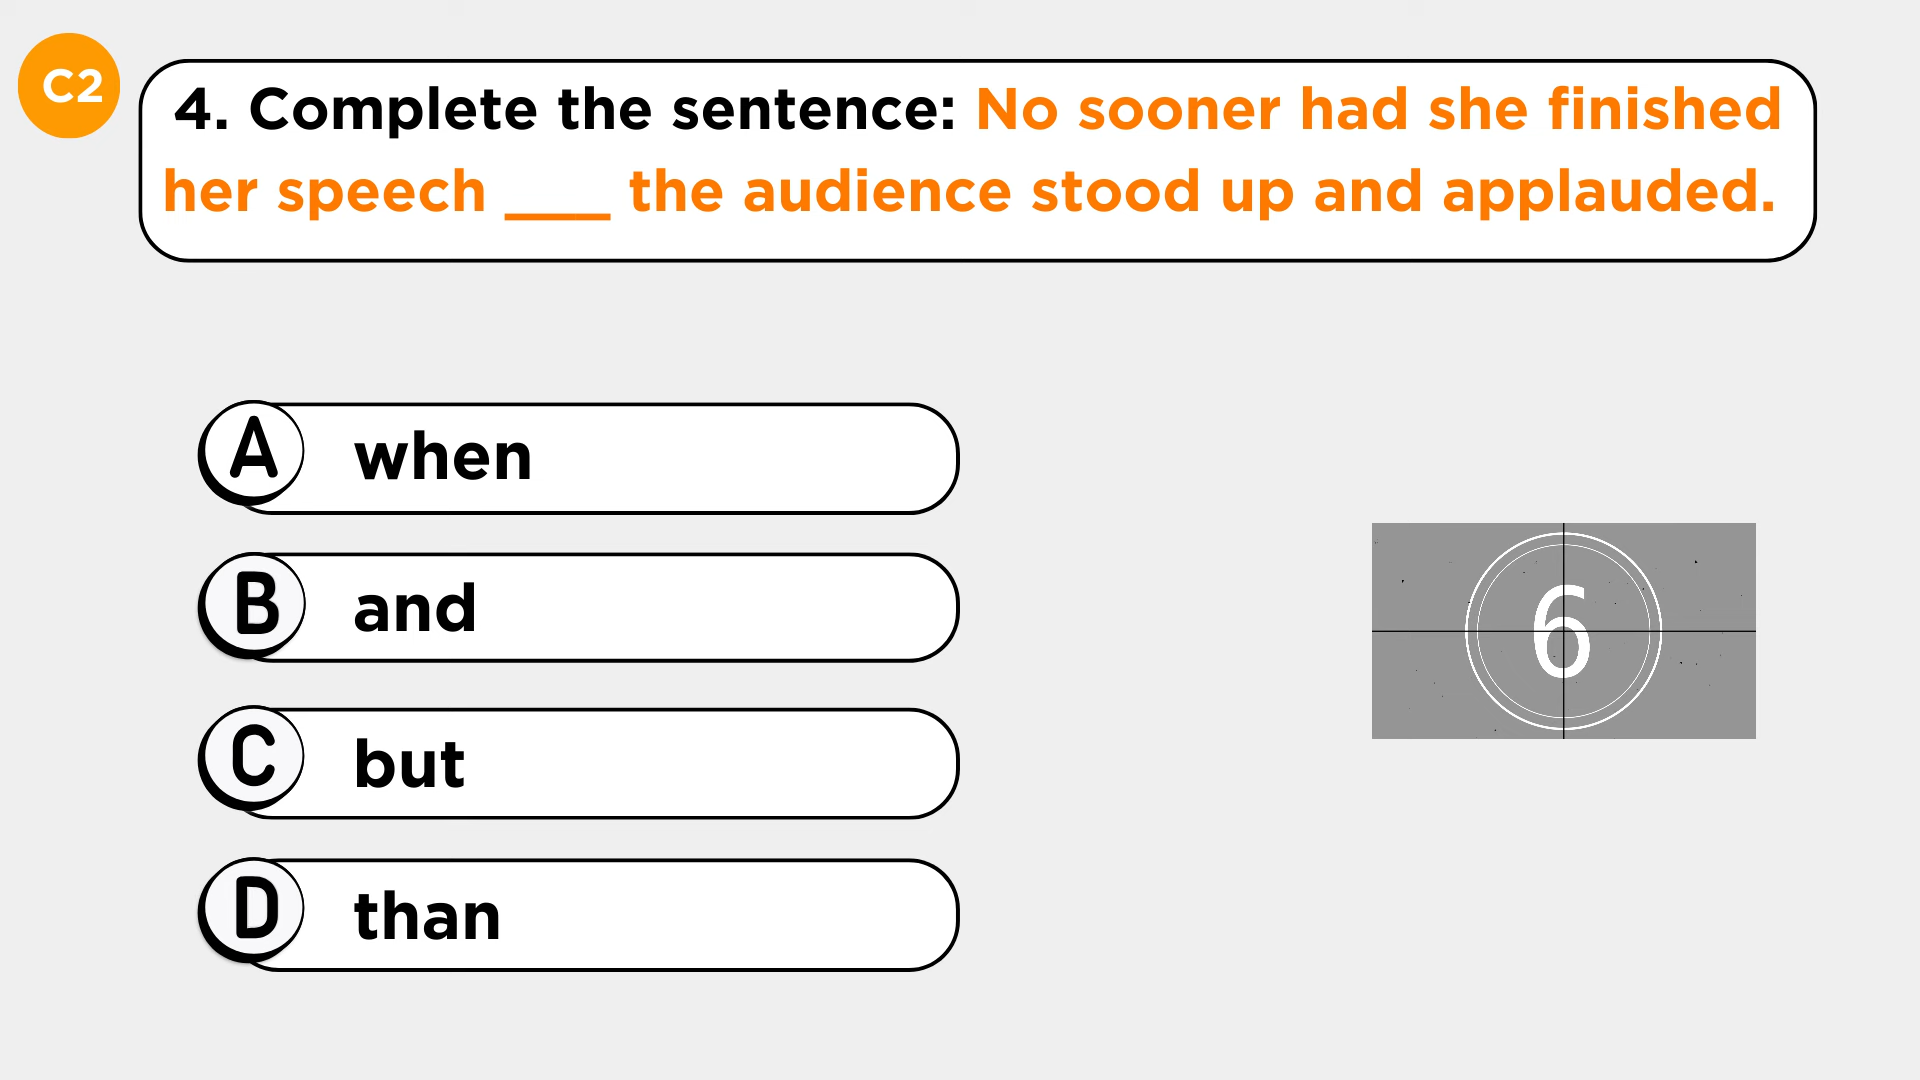 C2
4. Complete the sentence: No sooner had she finished
her speech ___ the audience stood up and applauded.
A when
B and
C but
D than
6